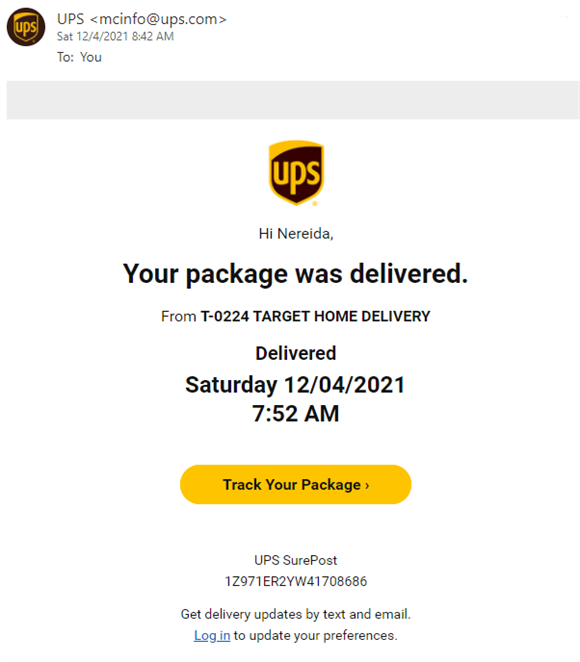 ups
UPS <mcinfo@ups.com>
Sat 12/4/2021 8:42 AM
To: You
ups
Hi Nereida,
Your package was delivered.
From T-0224 TARGET HOME DELIVERY
Delivered
Saturday 12/04/2021
7:52 AM
Track Your Package ›
UPS SurePost
1Z971ER2YW41708686
Get delivery updates by text and email.
Log in to update your preferences.